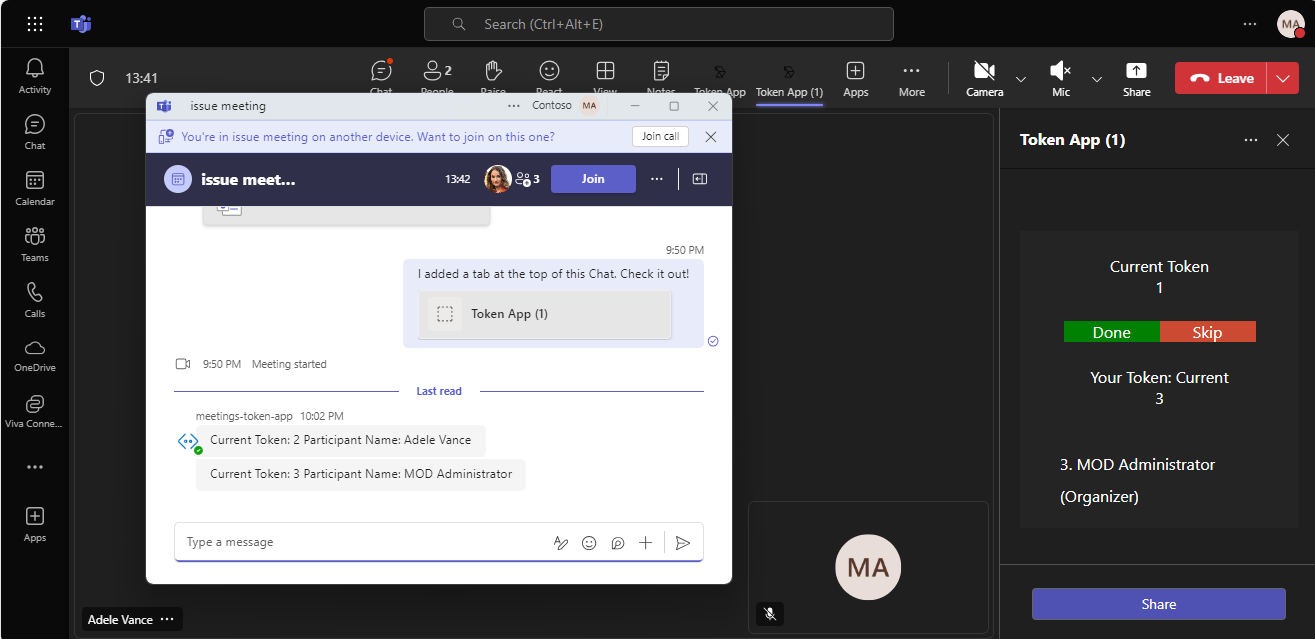 Search (Ctrl+Alt+E)
MA
Activity
Chat
Calendar
Teams
Calls
OneDrive
Viva Conne...
Apps
13:41
Chat
2
People
Raise
React
View
Notes
Token App
Token App (1)
Apps
More
Camera
Mic
Share
Leave
issue meeting
Contoso
MA
You're in issue meeting on another device. Want to join on this one?
Join call
issue meet...
13:42
3
Join
9:50 PM
I added a tab at the top of this Chat. Check it out!
Token App (1)
9:50 PM Meeting started
Last read
meetings-token-app 10:02 PM
Current Token: 2 Participant Name: Adele Vance
Current Token: 3 Participant Name: MOD Administrator
Type a message
Adele Vance
MA
Token App (1)
Current Token
1
Done
Skip
Your Token: Current
3
3. MOD Administrator
(Organizer)
Share